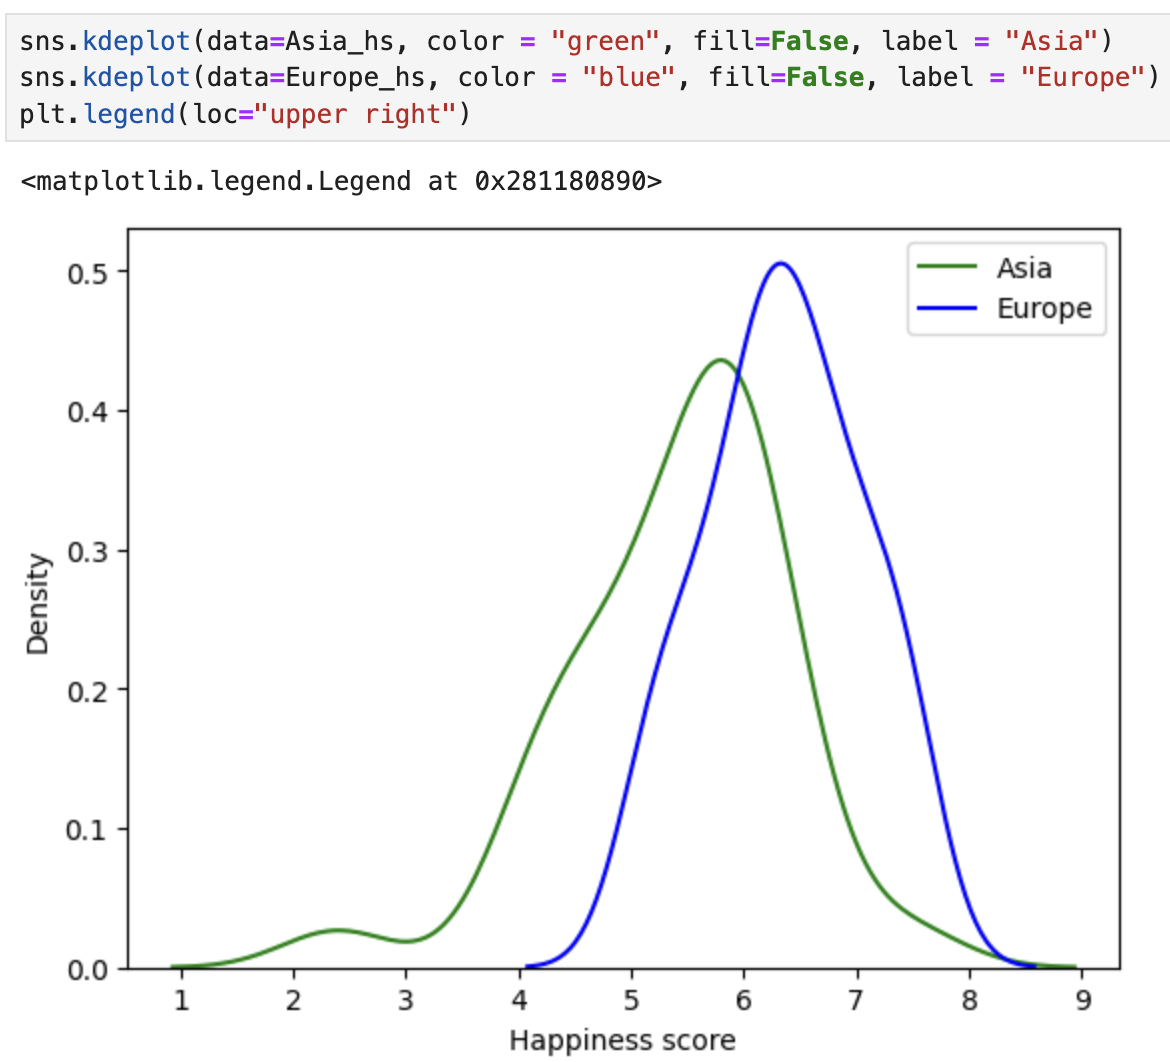 sns.kdeplot(data=Asia_hs, color = "green", fill=False, label = "Asia")
sns.kdeplot(data=Europe_hs, color = "blue", fill=False, label = "Europe")
plt.legend(loc="upper right")
<matplotlib.legend.Legend at 0x281180890>
Asia
Europe
0.5
0.4
0.3
0.2
0.1
0.0
Density
1 2 3 4 5 6 7 8 9
Happiness score